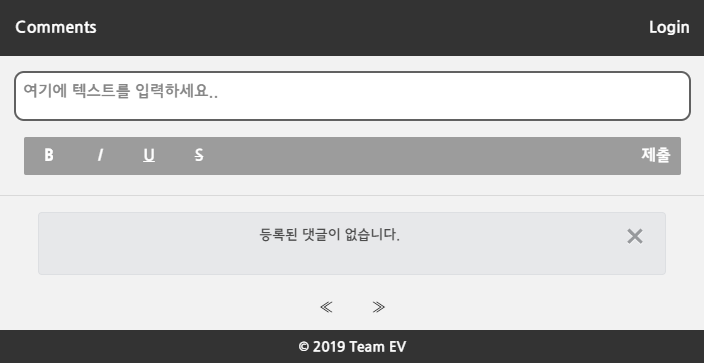 Comments
Login
여기에 텍스트를 입력하세요..
B I U S 제출
등록된 댓글이 없습니다. ×
≪ ≫
© 2019 Team EV